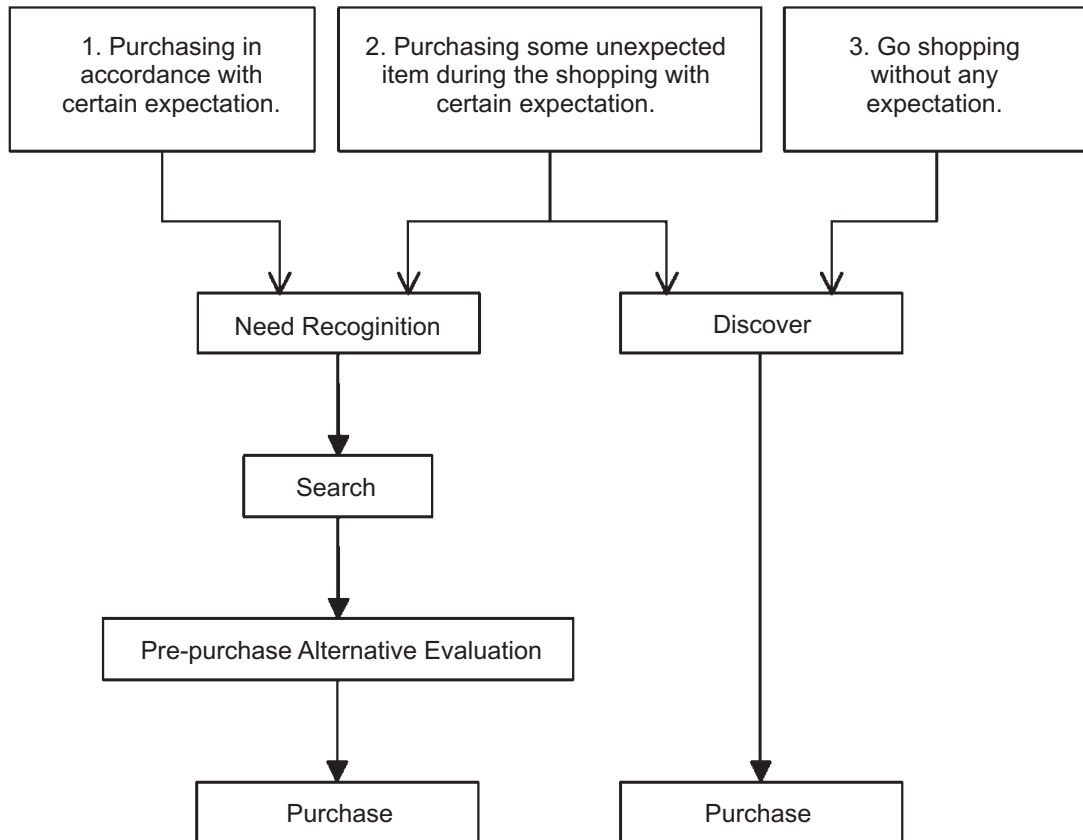 1. Purchasing in
accordance with
certain expectation.
2. Purchasing some unexpected
item during the shopping with
certain expectation.
3. Go shopping
without any
expectation.
Need Recoginition
Discover
Search
Pre-purchase Alternative Evaluation
Purchase
Purchase